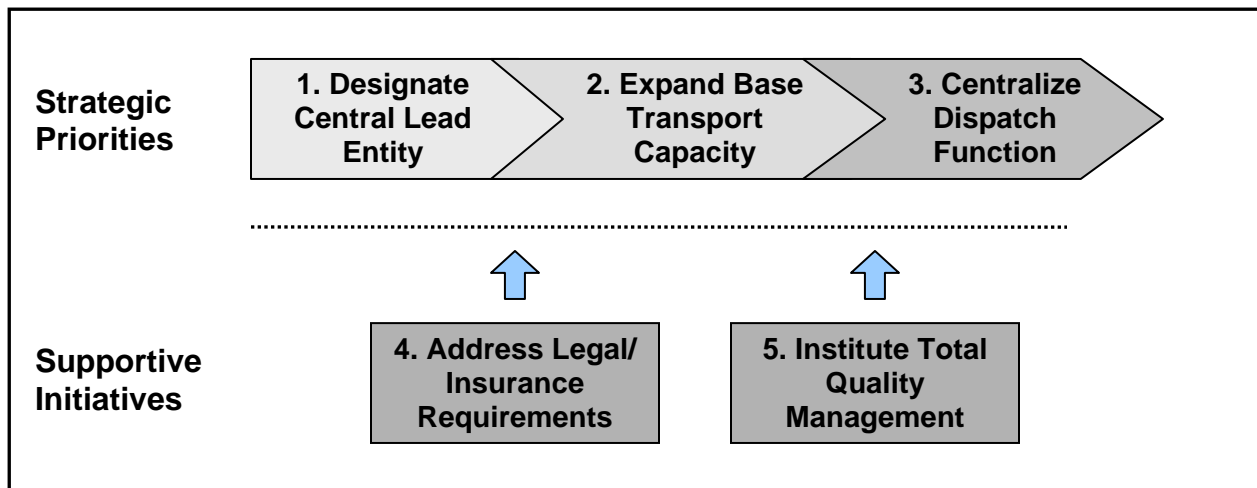 Strategic
Priorities
1. Designate
Central Lead
Entity
2. Expand Base
Transport
Capacity
3. Centralize
Dispatch
Function
Supportive
Initiatives
4. Address Legal/
Insurance
Requirements
5. Institute Total
Quality
Management